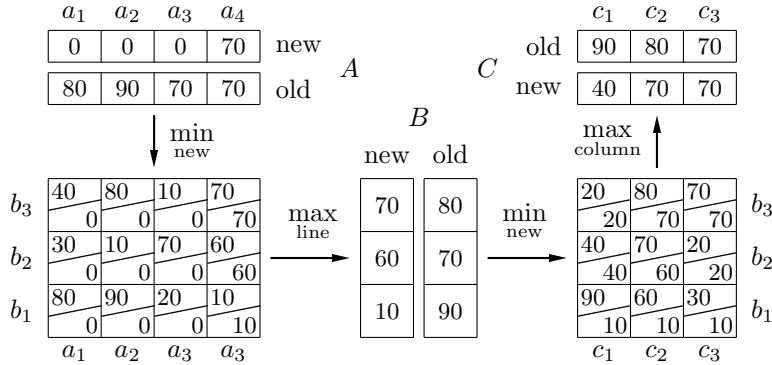 a1 a2 a3 a4 c1 c2 c3
0 0 0 70 new old 90 80 70
A C
80 90 70 70 old new 40 70 70
B
min
new
max
column
new old
40 80 10 70 20 80 70
b3 0 0 0 70 70 80 20 70 70 b3
max
line
min
new
30 10 70 60 40 70 20
b2 0 0 0 60 60 70 40 60 20 b2
80 90 20 10 90 60 30
b1 0 0 0 10 10 90 10 10 10 b1
a1 a2 a3 a3 c1 c2 c3